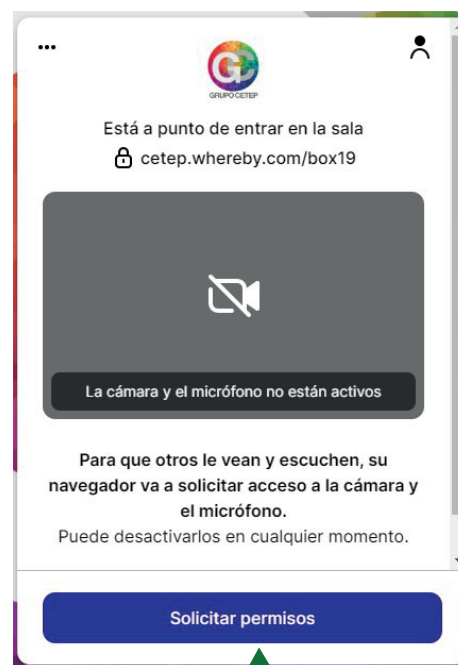 GC
GRUPO CETEP
Está a punto de entrar en la sala
cetep.whereby.com/box19
La cámara y el micrófono no están activos
Para que otros le vean y escuchen, su
navegador va a solicitar acceso a la cámara y
el micrófono.
Puede desactivarlos en cualquier momento.
Solicitar permisos